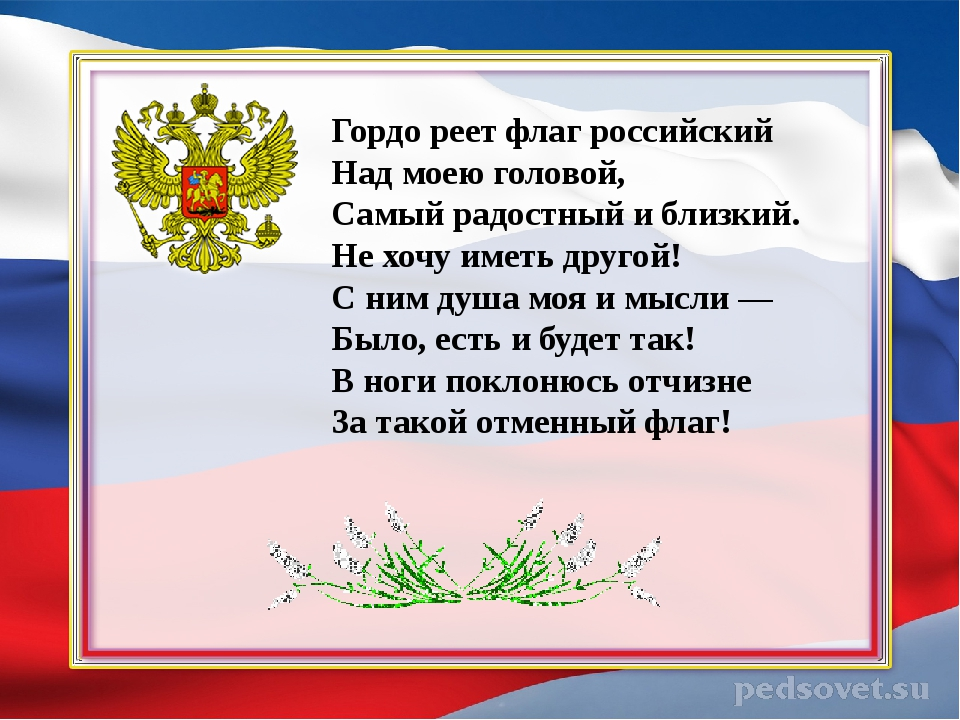 Гордо реет флаг российский
Над моею головой,
Самый радостный и близкий.
Не хочу иметь другой!
С ним душа моя и мысли —
Было, есть и будет так!
В ноги поклонюсь отчизне
За такой отменный флаг!
pedsovet.su